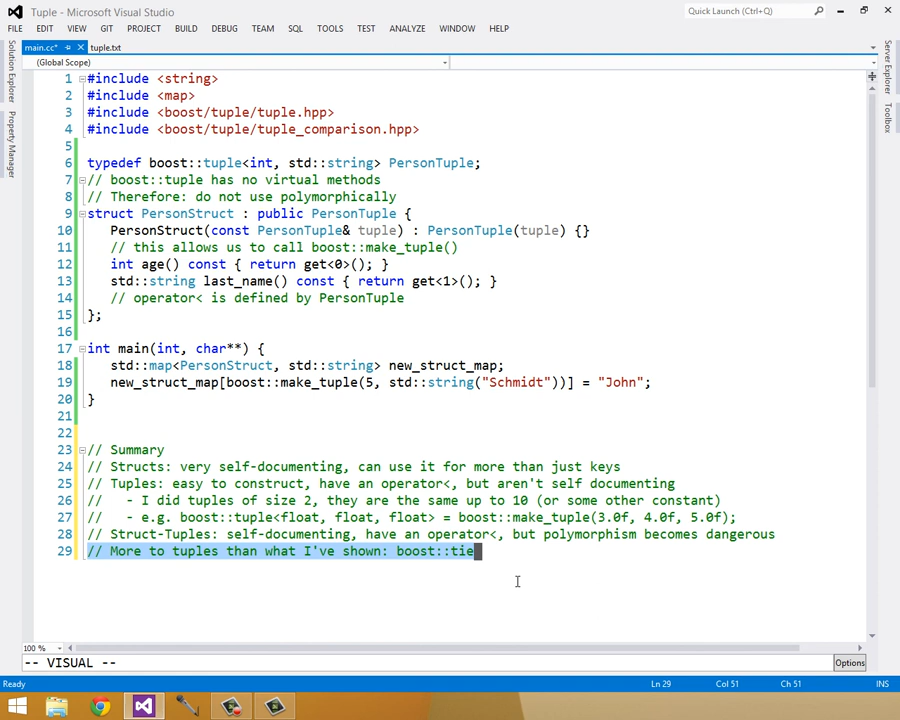 Tuple - Microsoft Visual Studio
Quick Launch (Ctrl+Q)
FILE EDIT VIEW GIT PROJECT BUILD DEBUG TEAM SQL TOOLS TEST ANALYZE WINDOW HELP
main.cc* tuple.txt
(Global Scope)
Solution Explorer
Property Manager
Server Explorer
Toolbox
1 #include <string>
2 #include <map>
3 #include <boost/tuple/tuple.hpp>
4 #include <boost/tuple/tuple_comparison.hpp>
5
6 typedef boost::tuple<int, std::string> PersonTuple;
7 // boost::tuple has no virtual methods
8 // Therefore: do not use polymorphically
9 struct PersonStruct : public PersonTuple {
10 PersonStruct(const PersonTuple& tuple) : PersonTuple(tuple) {}
11 // this allows us to call boost::make_tuple()
12 int age() const { return get<0>(); }
13 std::string last_name() const { return get<1>(); }
14 // operator< is defined by PersonTuple
15 };
16
17 int main(int, char**) {
18 std::map<PersonStruct, std::string> new_struct_map;
19 new_struct_map[boost::make_tuple(5, std::string("Schmidt"))] = "John";
20 }
21
22
23 // Summary
24 // Structs: very self-documenting, can use it for more than just keys
25 // Tuples: easy to construct, have an operator<, but aren't self documenting
26 // - I did tuples of size 2, they are the same up to 10 (or some other constant)
27 // - e.g. boost::tuple<float, float, float> = boost::make_tuple(3.0f, 4.0f, 5.0f);
28 // Struct-Tuples: self-documenting, have an operator<, but polymorphism becomes dangerous
29 // More to tuples than what I've shown: boost::tie
100 %
-- VISUAL --
Options
Ready
Ln 29 Col 51 Ch 51 INS